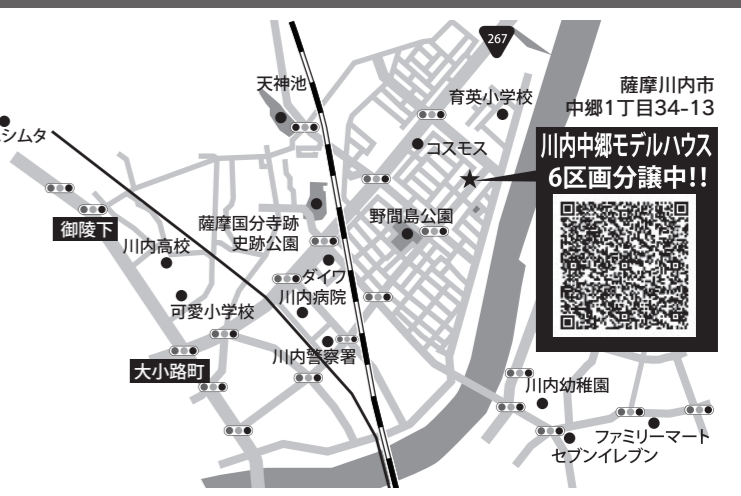 267
天神池
育英小学校
薩摩川内市
中郷1丁目34-13
シムタ
コスモス
川内中郷モデルハウス
6区画分譲中!!
御陵下
薩摩国分寺跡
史跡公園
野間島公園
川内高校
ダイワ
川内病院
可愛小学校
川内警察署
大小路町
川内幼稚園
ファミリーマート
セブンイレブン